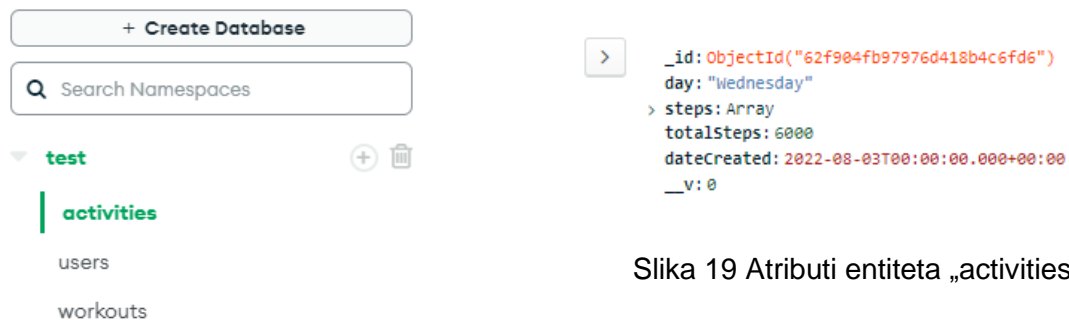 + Create Database
Search Namespaces
test
activities
users
workouts
_id: ObjectId("62f904fb97976d418b4c6fd6")
day: "Wednesday"
> steps: Array
totalSteps: 6000
dateCreated: 2022-08-03T00:00:00.000+00:00
__v: 0
Slika 19 Atributi entiteta „activities